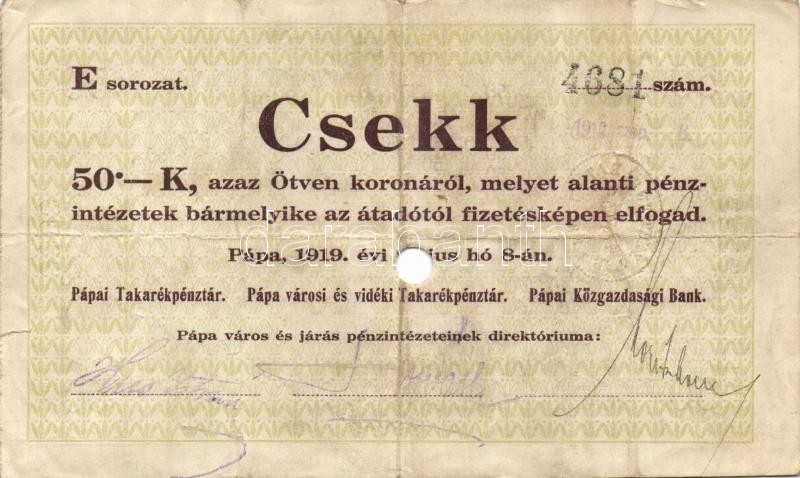 E sorozat. 4681 szám.
Csekk
50·— K, azaz Ötven koronáról, melyet alanti pénz-
intézetek bármelyike az átadótól fizetésképen elfogad.
Pápa, 1919. évi jus hó 8-án.
Pápai Takarékpénztár. Pápa városi és vidéki Takarékpénztár. Pápai Közgazdasági Bank.
Pápa város és járás pénzintézeteinek direktóriuma:
darabanth